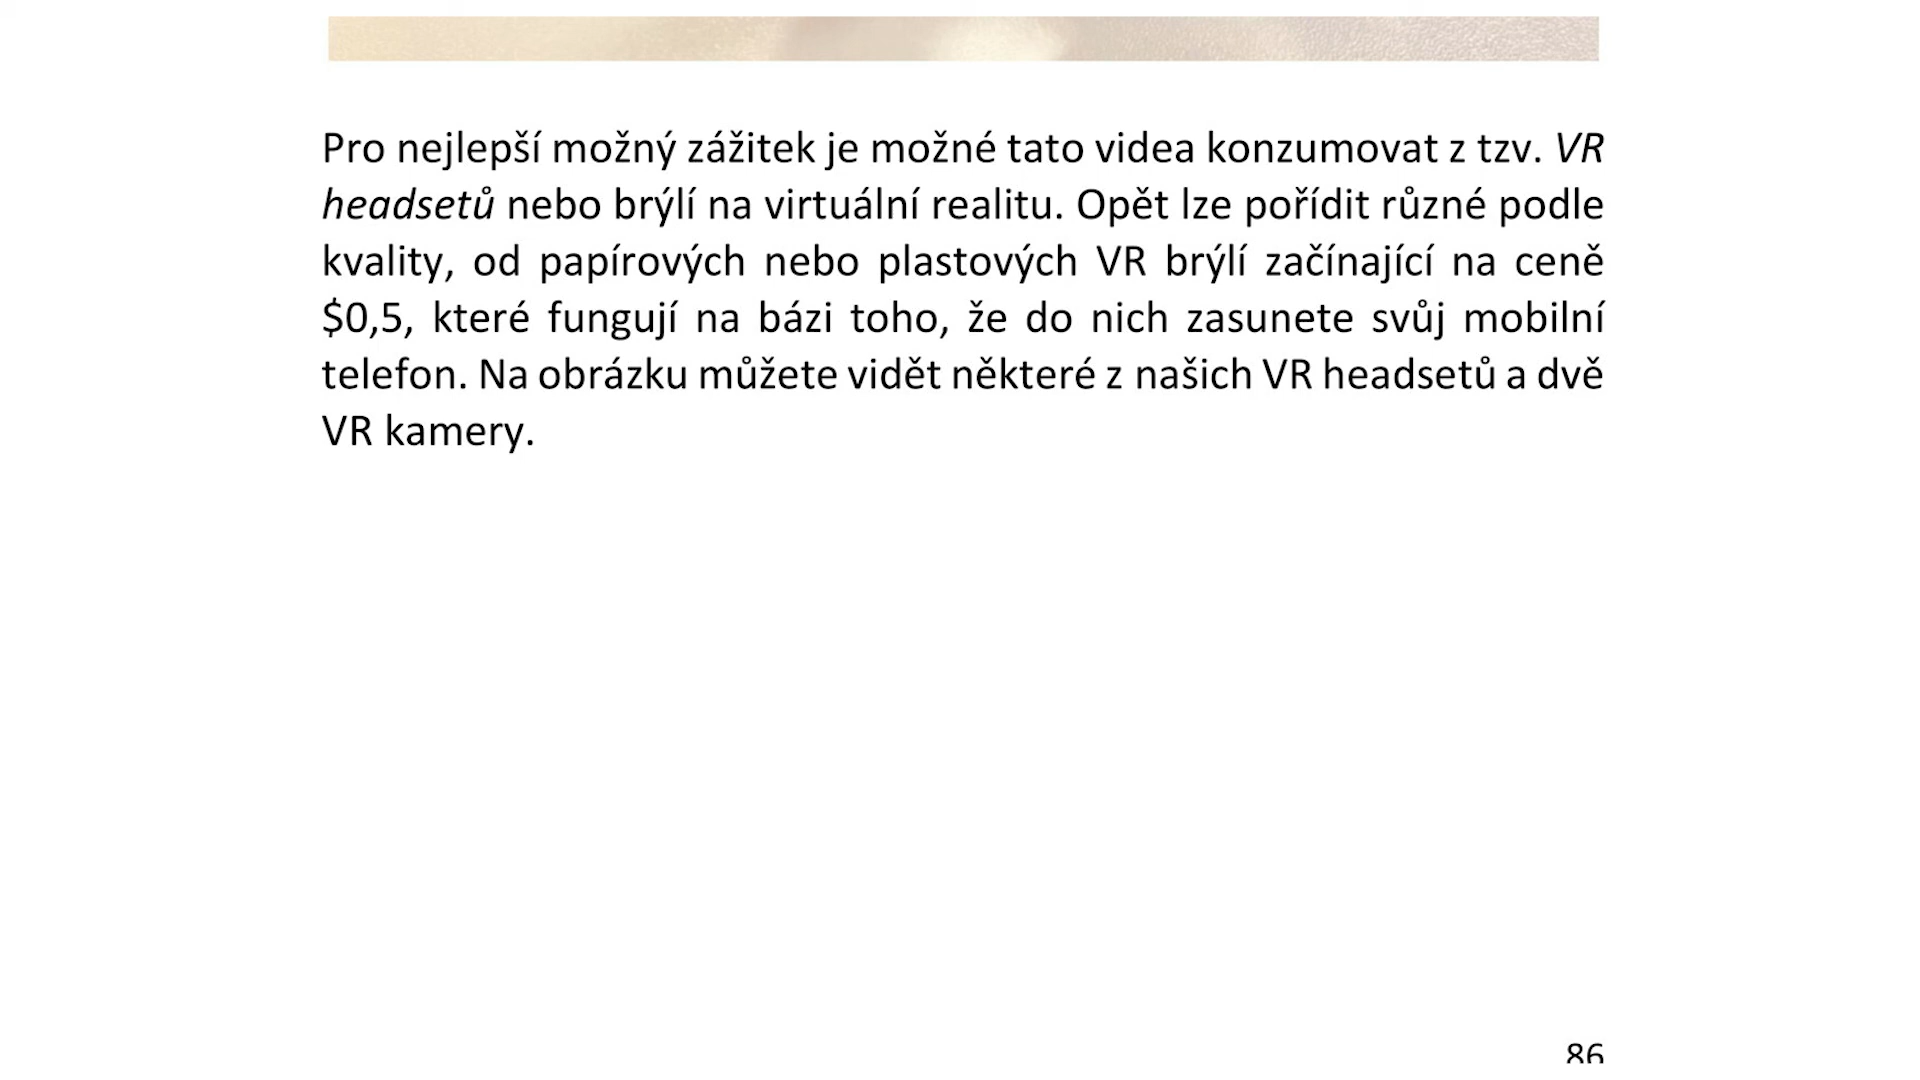 Pro nejlepší možný zážitek je možné tato videa konzumovat z tzv. VR
headsetů nebo brýlí na virtuální realitu. Opět lze pořídit různé podle
kvality, od papírových nebo plastových VR brýlí začínající na ceně
$0,5, které fungují na bázi toho, že do nich zasunete svůj mobilní
telefon. Na obrázku můžete vidět některé z našich VR headsetů a dvě
VR kamery.
86